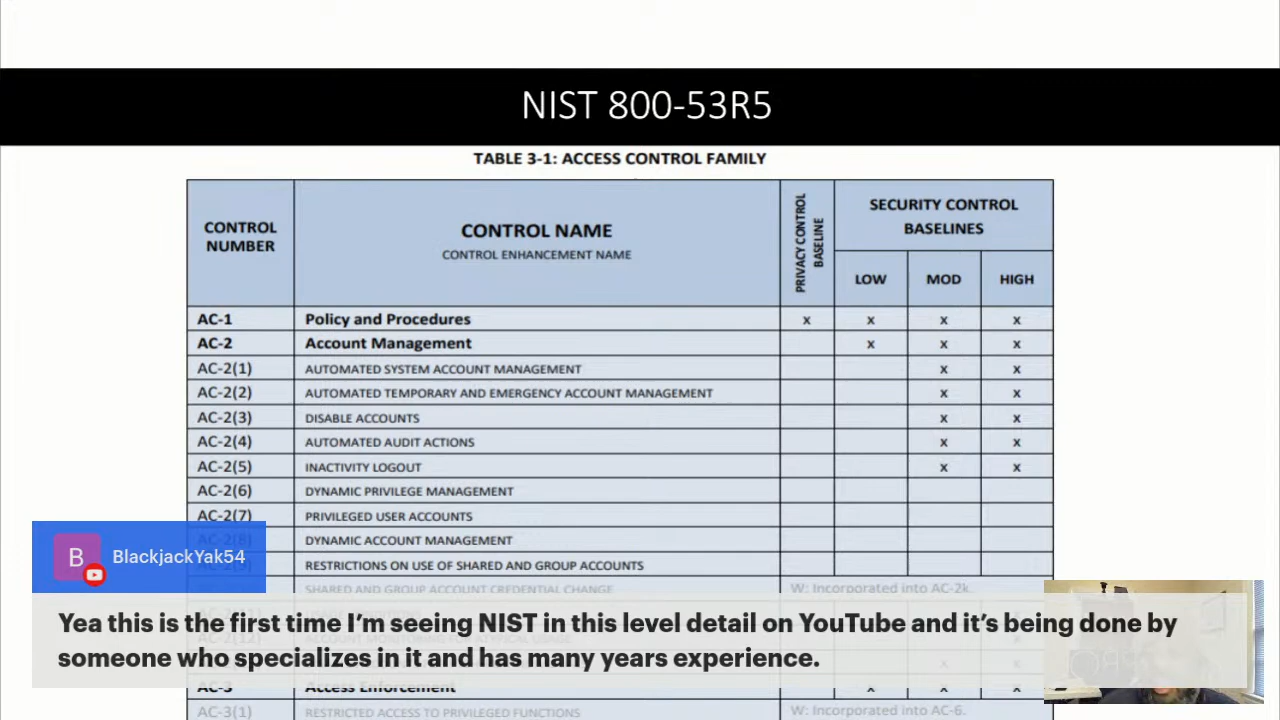 NIST 800-53R5
TABLE 3-1: ACCESS CONTROL FAMILY
CONTROL NUMBER
CONTROL NAME
CONTROL ENHANCEMENT NAME
PRIVACY CONTROL BASELINE
SECURITY CONTROL BASELINES
LOW MOD HIGH
AC-1 Policy and Procedures x x x x
AC-2 Account Management x x x
AC-2(1) AUTOMATED SYSTEM ACCOUNT MANAGEMENT x x
AC-2(2) AUTOMATED TEMPORARY AND EMERGENCY ACCOUNT MANAGEMENT x x
AC-2(3) DISABLE ACCOUNTS x x
AC-2(4) AUTOMATED AUDIT ACTIONS x x
AC-2(5) INACTIVITY LOGOUT x x
AC-2(6) DYNAMIC PRIVILEGE MANAGEMENT
AC-2(7) PRIVILEGED USER ACCOUNTS
AC-2(8) DYNAMIC ACCOUNT MANAGEMENT
RESTRICTIONS ON USE OF SHARED AND GROUP ACCOUNTS
SHARED AND GROUP ACCOUNT CREDENTIAL CHANGE W: Incorporated into AC-2k.
B BlackjackYak54
Yea this is the first time I’m seeing NIST in this level detail on YouTube and it’s being done by
someone who specializes in it and has many years experience.
AC-3 Access Enforcement x x x
AC-3(1) RESTRICTED ACCESS TO PRIVILEGED FUNCTIONS W: Incorporated into AC-6.